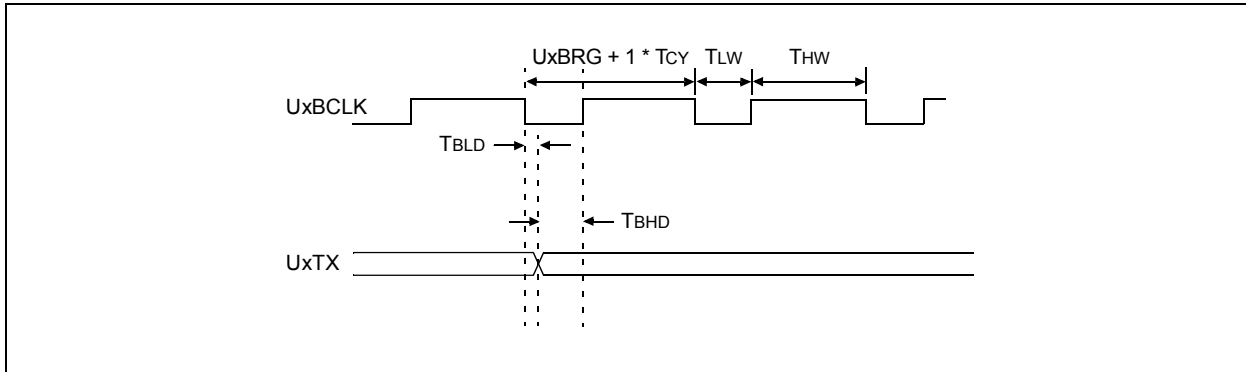 UxBRG + 1 * TCY TLW THW
UxBCLK
TBLD
TBHD
UxTX